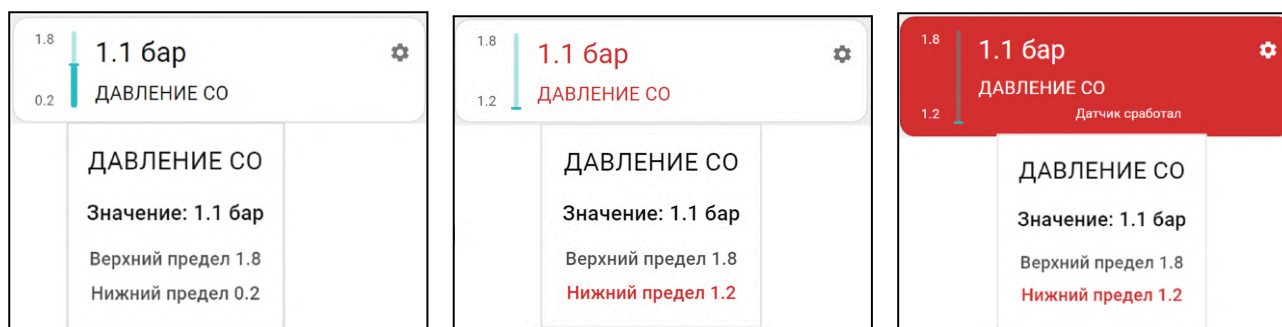 1.8
1.1 бар
0.2
ДАВЛЕНИЕ СО
ДАВЛЕНИЕ СО
Значение: 1.1 бар
Верхний предел 1.8
Нижний предел 0.2
1.8
1.1 бар
1.2
ДАВЛЕНИЕ СО
ДАВЛЕНИЕ СО
Значение: 1.1 бар
Верхний предел 1.8
Нижний предел 1.2
1.8
1.1 бар
ДАВЛЕНИЕ СО
1.2
Датчик сработал
ДАВЛЕНИЕ СО
Значение: 1.1 бар
Верхний предел 1.8
Нижний предел 1.2